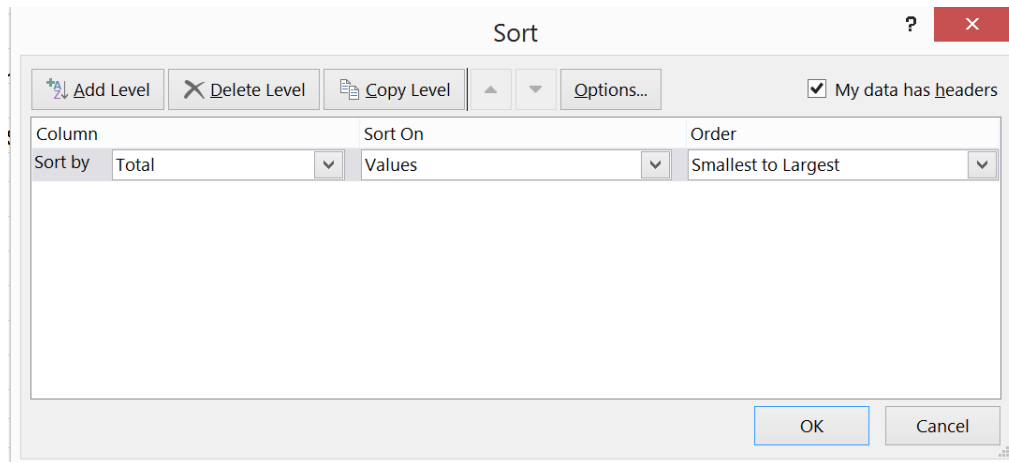 Sort
?
Add Level Delete Level Copy Level Options... My data has headers
Column Sort On Order
Sort by Total Values Smallest to Largest
OK Cancel